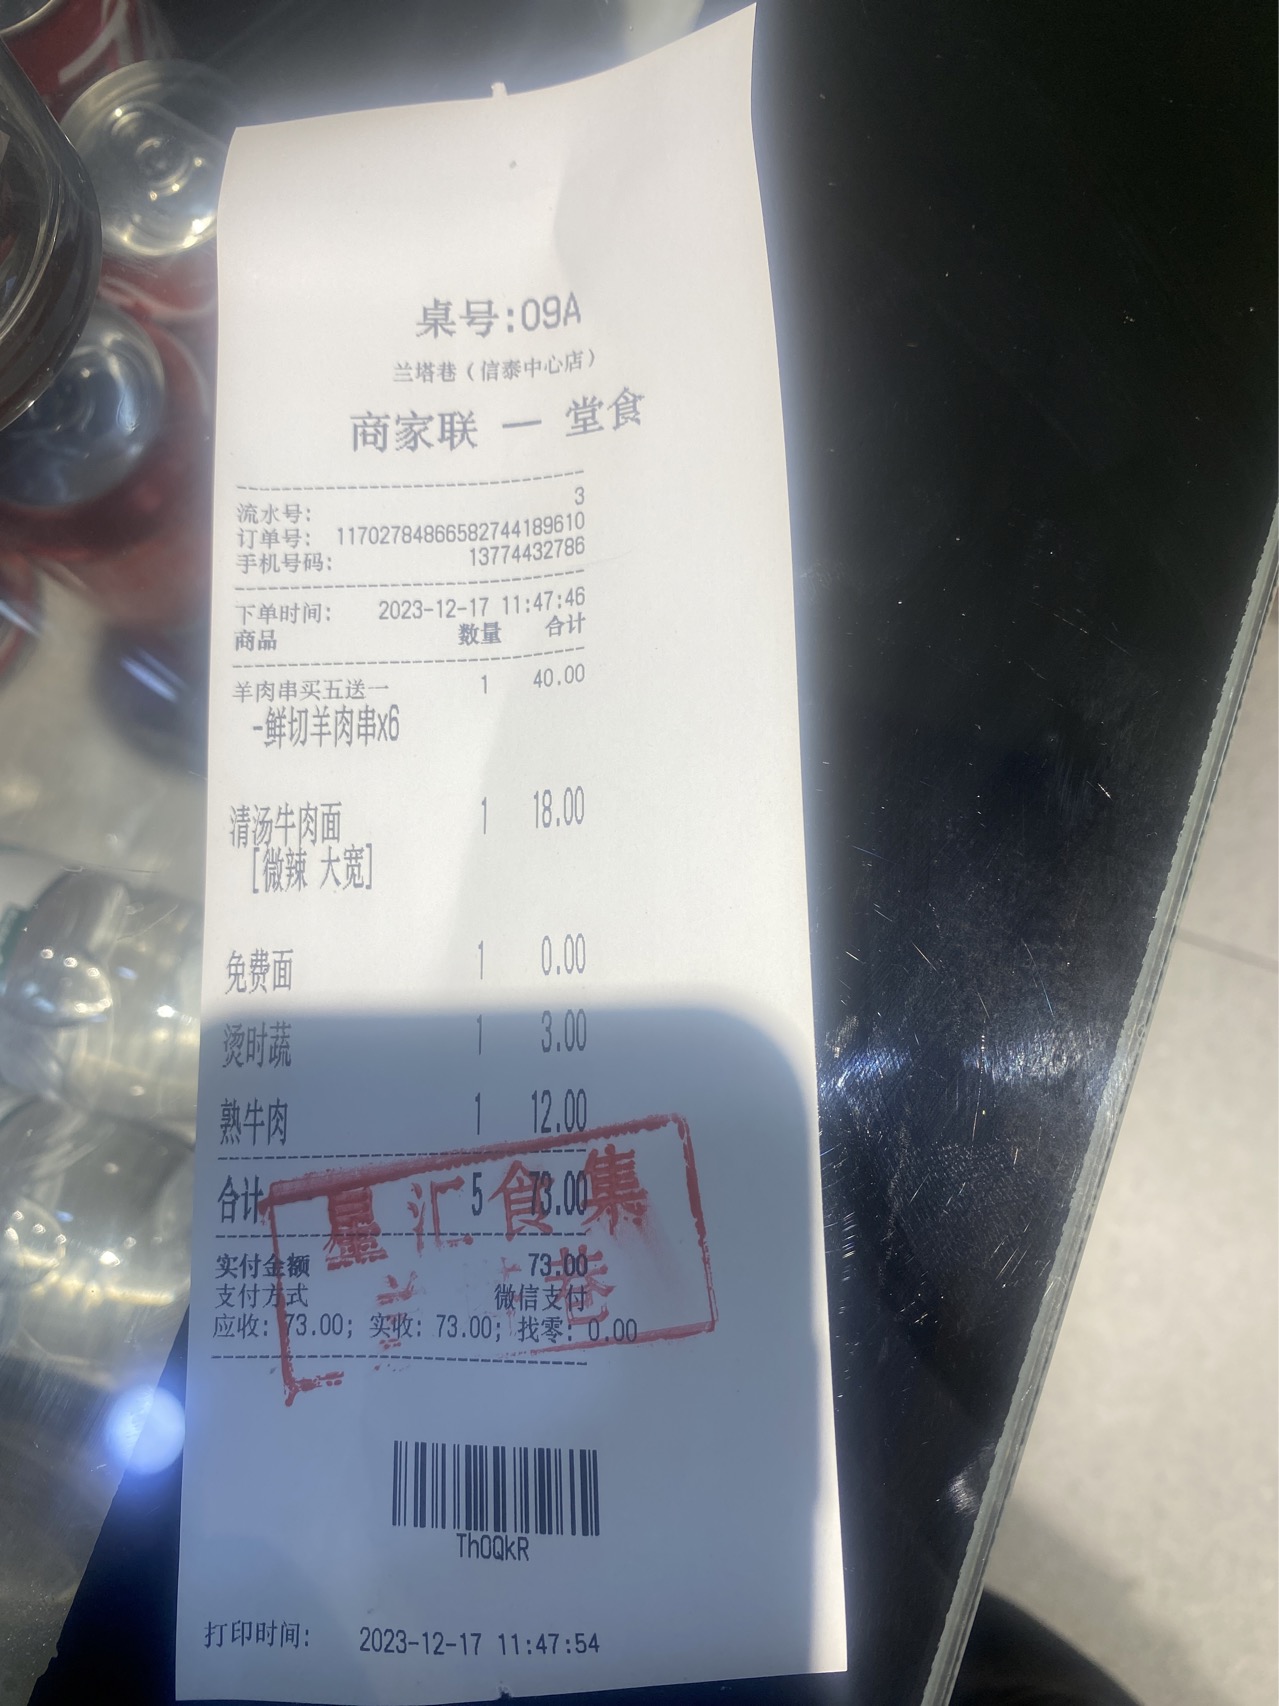 桌号:09A
兰塔巷（信泰中心店）
商家联 一 堂食
流水号: 3
订单号: 11702784866582744189610
手机号码: 13774432786
下单时间: 2023-12-17 11:47:46
商品 数量 合计
羊肉串买五送一 1 40.00
-鲜切羊肉串x6
清汤牛肉面 1 18.00
[微辣 大宽]
免费面 1 0.00
烫时蔬 1 3.00
熟牛肉 1 12.00
合计 5 73.00
星汇食集
实付金额 73.00
兰 巷
支付方式 微信支付
应收: 73.00; 实收: 73.00; 找零: 0.00
Th0QkR
打印时间: 2023-12-17 11:47:54